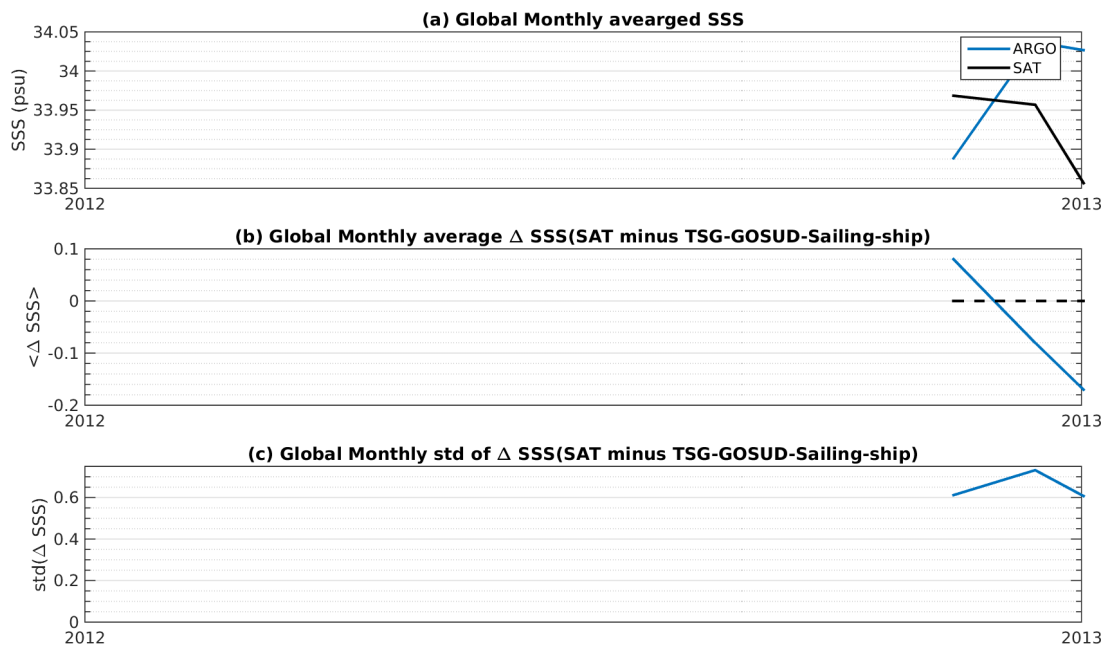 (a) Global Monthly avearged SSS
34.05
34
33.95
33.9
33.85
SSS (psu)
ARGO
SAT
2012
2013
(b) Global Monthly average Δ SSS(SAT minus TSG-GOSUD-Sailing-ship)
0.1
0
-0.1
-0.2
<Δ SSS>
2012
2013
(c) Global Monthly std of Δ SSS(SAT minus TSG-GOSUD-Sailing-ship)
0.6
0.4
0.2
0
std(Δ SSS)
2012
2013